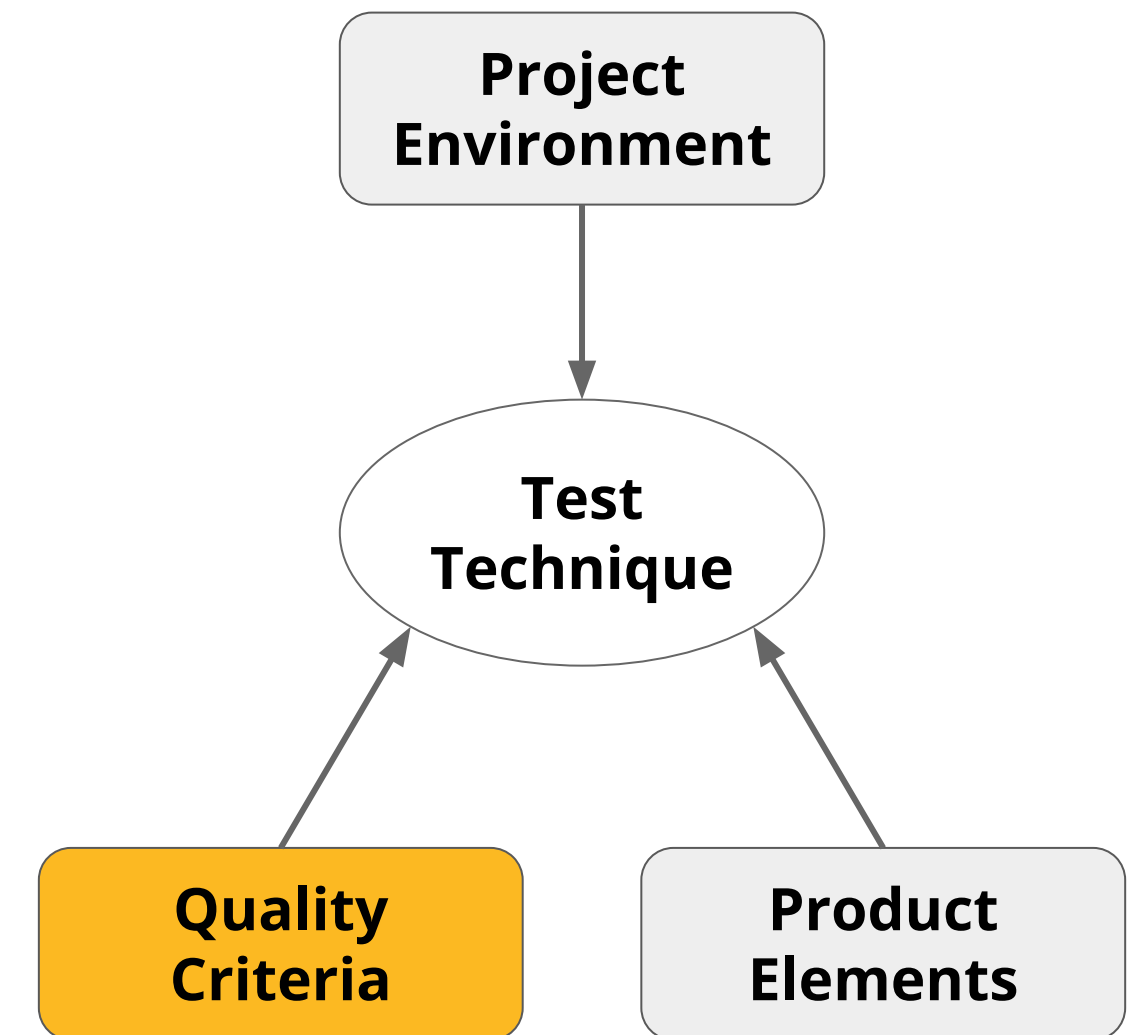 Project
Environment
Test
Technique
Quality
Criteria
Product
Elements